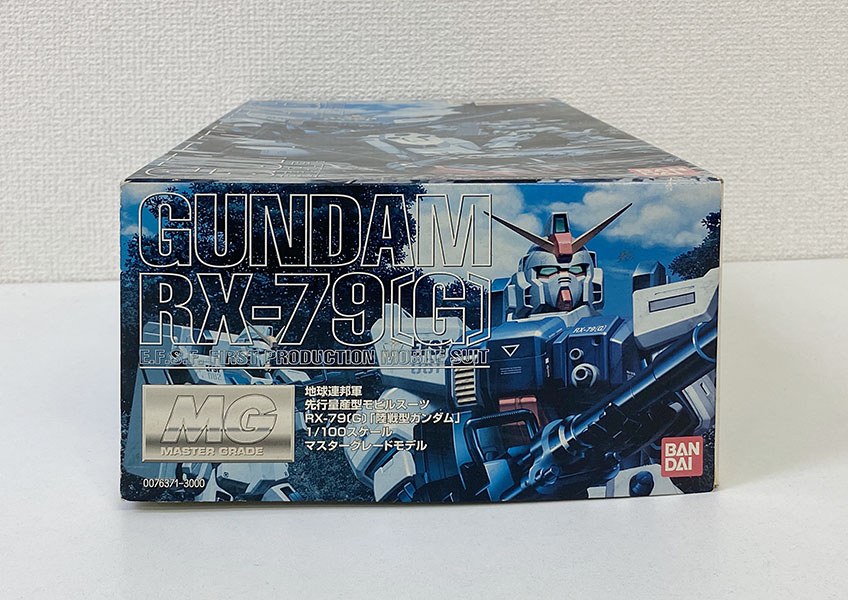 GUNDAM
RX-79[G]
E.F.S.F. FIRST PRODUCTION MOBILE SUIT
MG
MASTER GRADE
地球連邦軍
先行量産型モビルスーツ
RX-79(G)「陸戦型ガンダム」
1/100スケール
マスターグレードモデル
0076371-3000
RX-79(G)
BAN
DAI
BAN
DAI